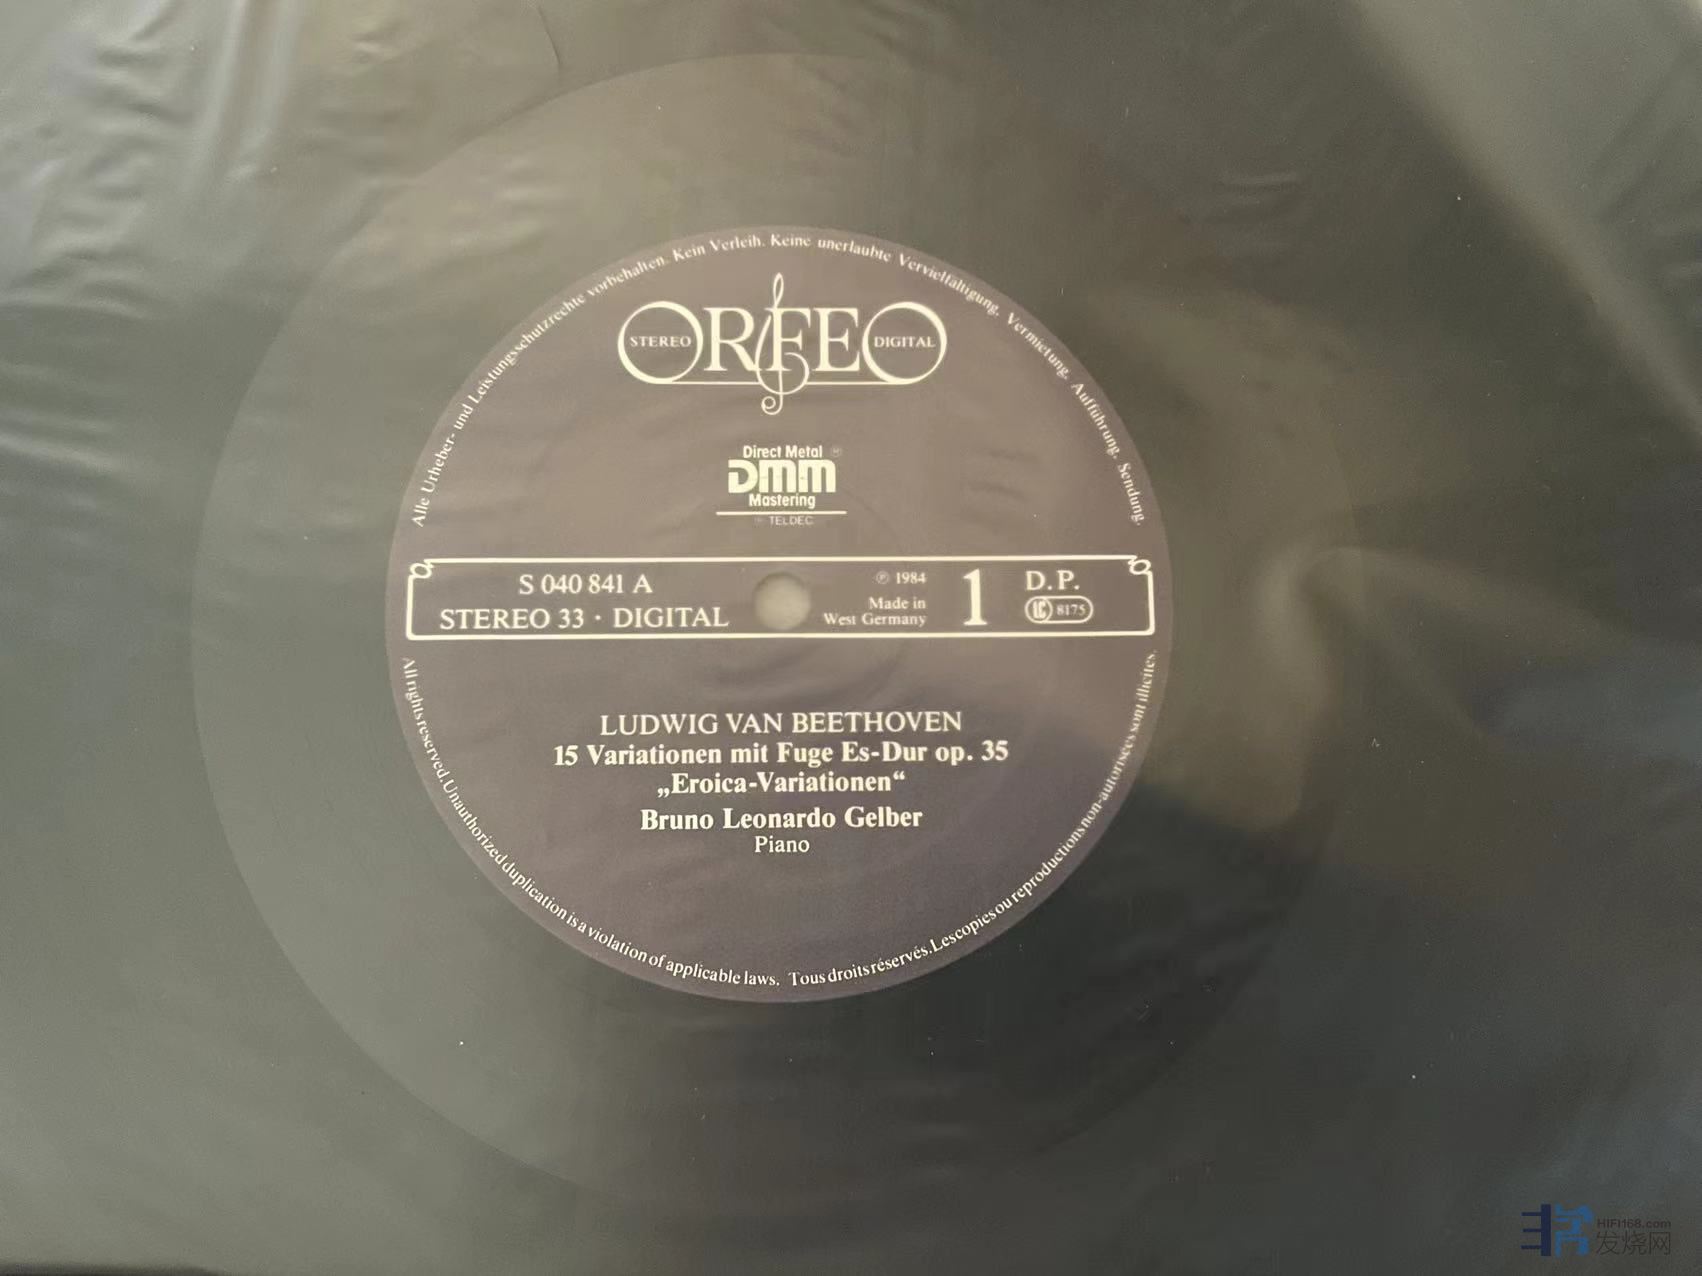 Alle Urheber- und Leistungsschutzrechte vorbehalten. Kein Verleih. Keine unerlaubte Vervielfältigung, Vermietung, Aufführung, Sendung.
ORFEO
STEREO
DIGITAL
Direct Metal
DMM
Mastering
TELDEC
S 040 841 A
STEREO 33 · DIGITAL
℗ 1984
Made in
West Germany
1
D.P.
LC 8175
LUDWIG VAN BEETHOVEN
15 Variationen mit Fuge Es-Dur op. 35
„Eroica-Variationen“
Bruno Leonardo Gelber
Piano
All rights reserved. Unauthorized duplication is a violation of applicable laws. Tous droits réservés. Les copies ou reproductions non-autorisées sont illicites.
HIFI168.com
发烧网